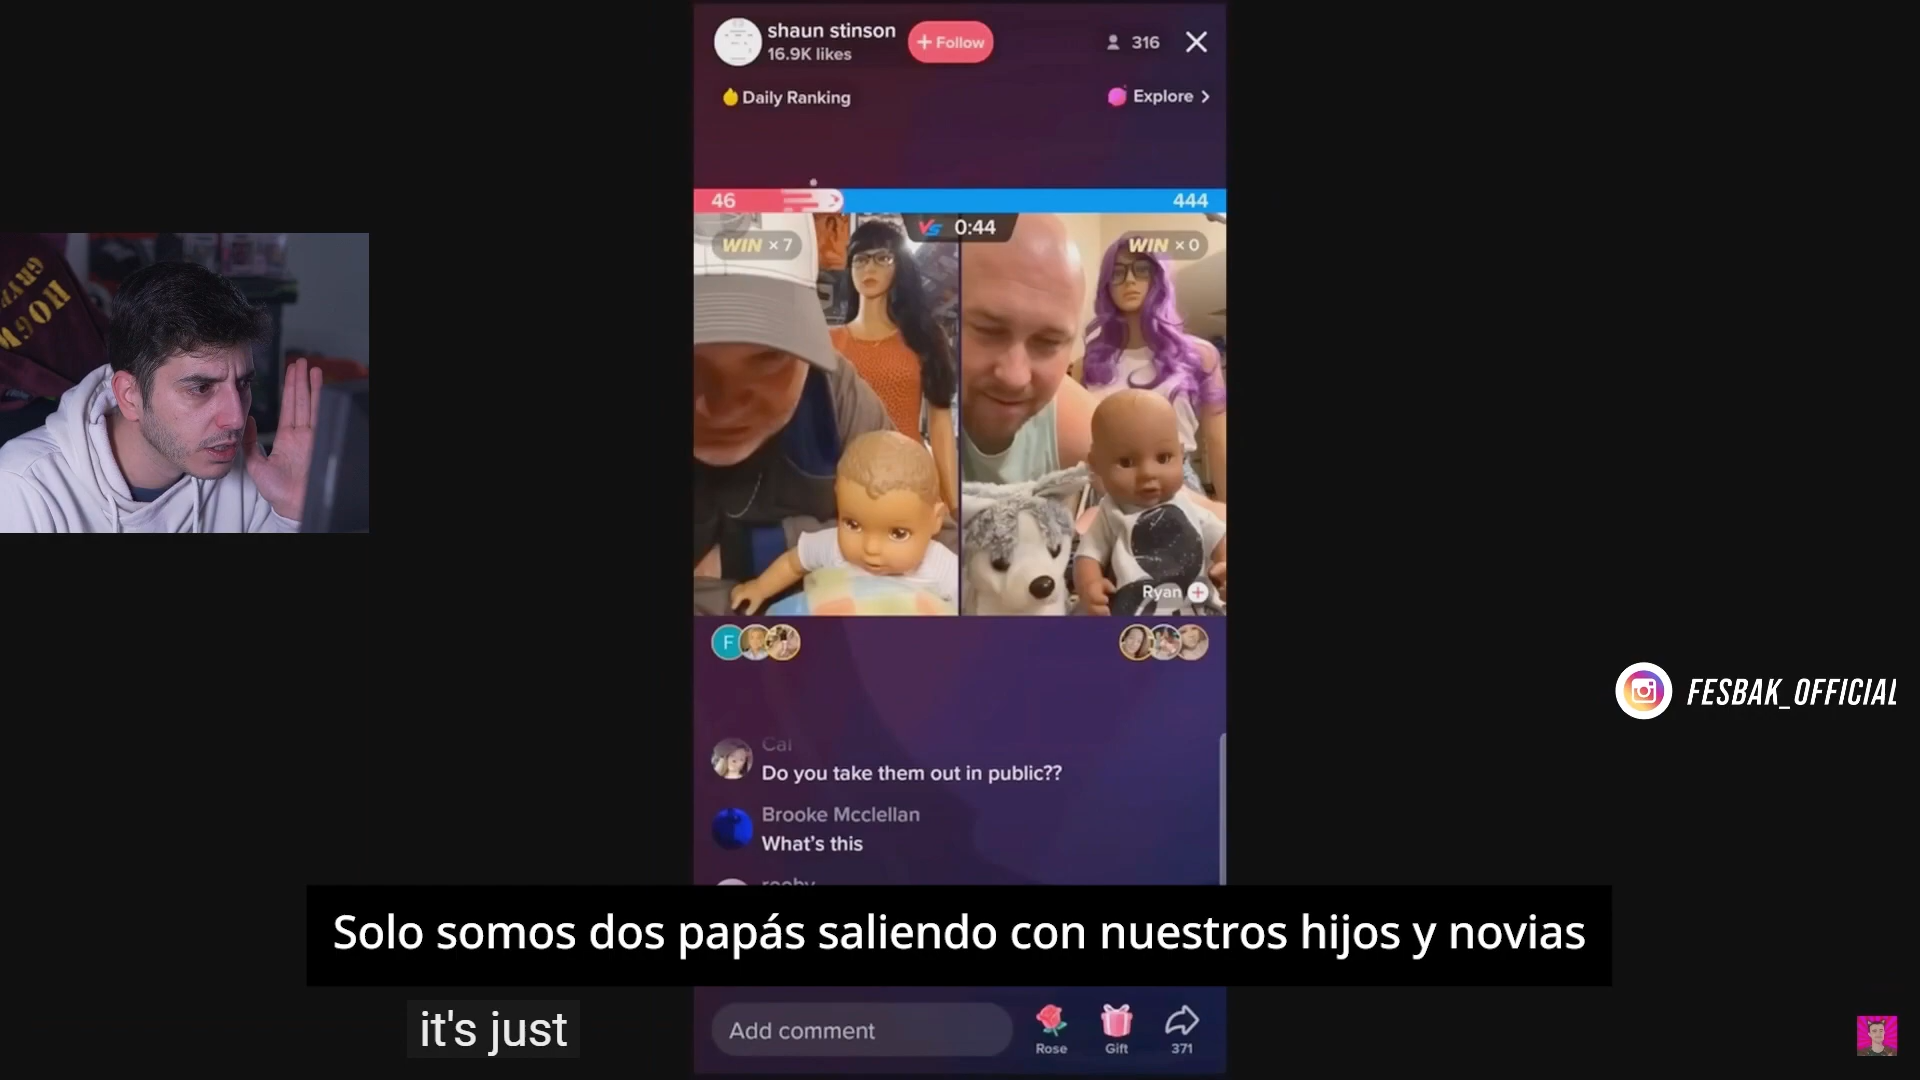 shaun stinson
16.9K likes
+ Follow
316
Daily Ranking
Explore >
46
444
VS 0:44
WIN × 7
WIN × 0
Ryan
F
Cai
Do you take them out in public??
Brooke Mcclellan
What's this
Solo somos dos papás saliendo con nuestros hijos y novias
it's just
Add comment
Rose
Gift
371
FESBAK_OFFICIAL